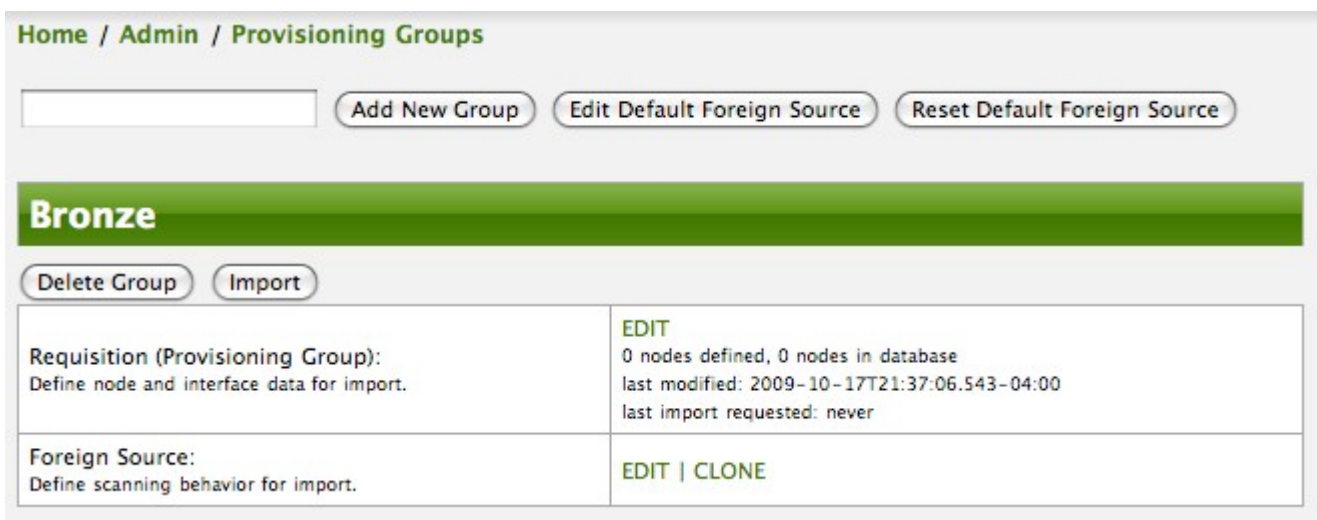 Home / Admin / Provisioning Groups
Add New Group Edit Default Foreign Source Reset Default Foreign Source
Bronze
Delete Group Import
Requisition (Provisioning Group):
Define node and interface data for import.
EDIT
0 nodes defined, 0 nodes in database
last modified: 2009-10-17T21:37:06.543-04:00
last import requested: never
Foreign Source:
Define scanning behavior for import.
EDIT | CLONE